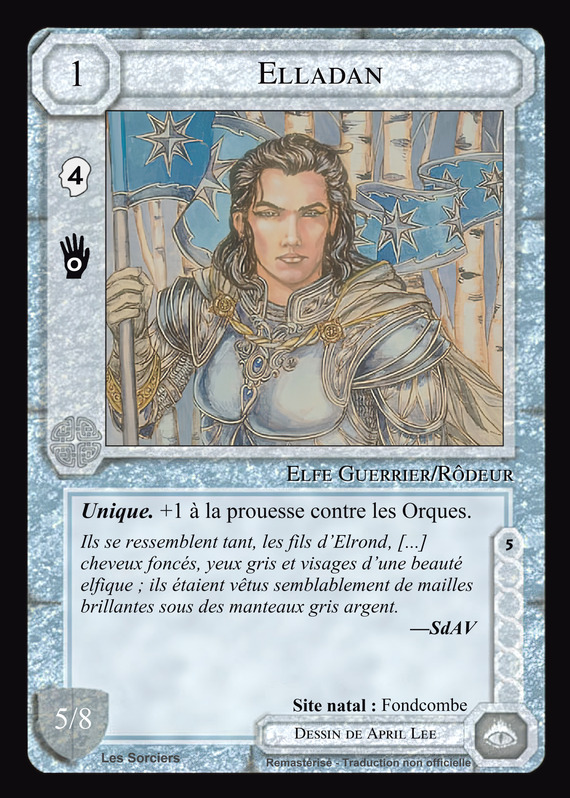 1
ELLADAN
4
ELFE GUERRIER/RÔDEUR
Unique. +1 à la prouesse contre les Orques.
Ils se ressemblent tant, les fils d'Elrond, [...]
cheveux foncés, yeux gris et visages d'une beauté
elfique ; ils étaient vêtus semblablement de mailles
brillantes sous des manteaux gris argent.
—SdAV
5
Site natal : Fondcombe
5/8
DESSIN DE APRIL LEE
Les Sorciers
Remastérisé - Traduction non officielle